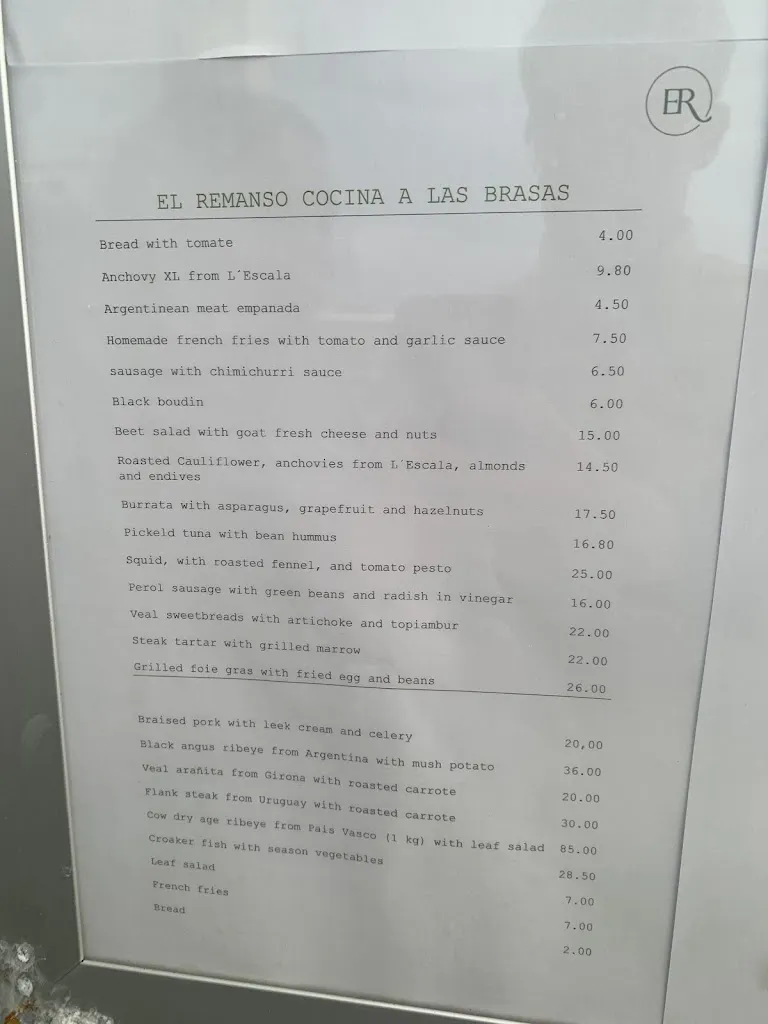 ER
EL REMANSO COCINA A LAS BRASAS
Bread with tomate 4.00
Anchovy XL from L´Escala 9.80
Argentinean meat empanada 4.50
Homemade french fries with tomato and garlic sauce 7.50
sausage with chimichurri sauce 6.50
Black boudin 6.00
Beet salad with goat fresh cheese and nuts 15.00
Roasted Cauliflower, anchovies from L´Escala, almonds 14.50
and endives
Burrata with asparagus, grapefruit and hazelnuts 17.50
Pickeld tuna with bean hummus 16.80
Squid, with roasted fennel, and tomato pesto 25.00
Perol sausage with green beans and radish in vinegar 16.00
Veal sweetbreads with artichoke and topiambur 22.00
Steak tartar with grilled marrow 22.00
Grilled foie gras with fried egg and beans 26.00
Braised pork with leek cream and celery 20,00
Black angus ribeye from Argentina with mush potato 36.00
Veal arañita from Girona with roasted carrote 20.00
Flank steak from Uruguay with roasted carrote 30.00
Cow dry age ribeye from Pais Vasco (1 kg) with leaf salad 85.00
Croaker fish with season vegetables 28.50
Leaf salad 7.00
French fries 7.00
Bread 2.00